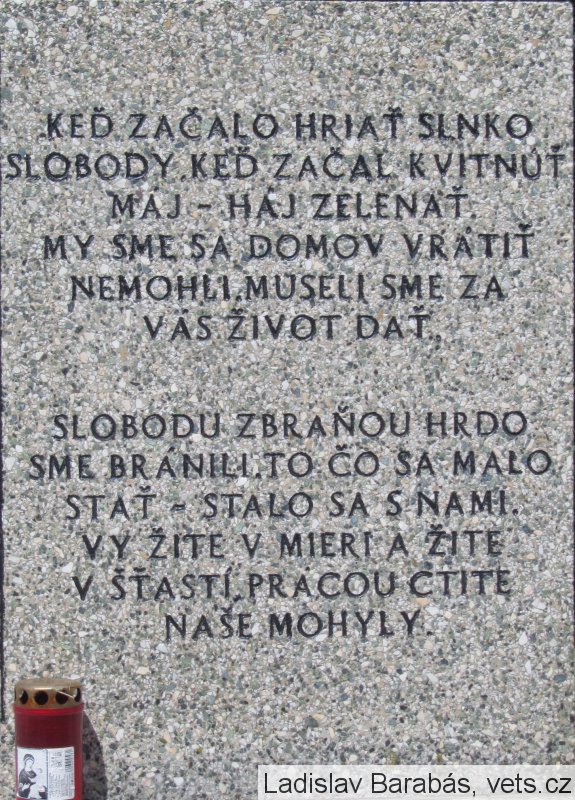 KEĎ ZAČALO HRIAŤ SLNKO
SLOBODY, KEĎ ZAČAL KVITNÚŤ
MÁJ - HÁJ ZELENAŤ.
MY SME SA DOMOV VRÁTIŤ
NEMOHLI. MUSELI SME ZA
VÁS ŽIVOT DAŤ.
SLOBODU ZBRAŇOU HRDO
SME BRÁNILI. TO ČO SA MALO
STAŤ - STALO SA S NAMI.
VY ŽITE V MIERI A ŽITE
V ŠŤASTÍ. PRACOU CTITE
NAŠE MOHYLY.
Ladislav Barabás, vets.cz